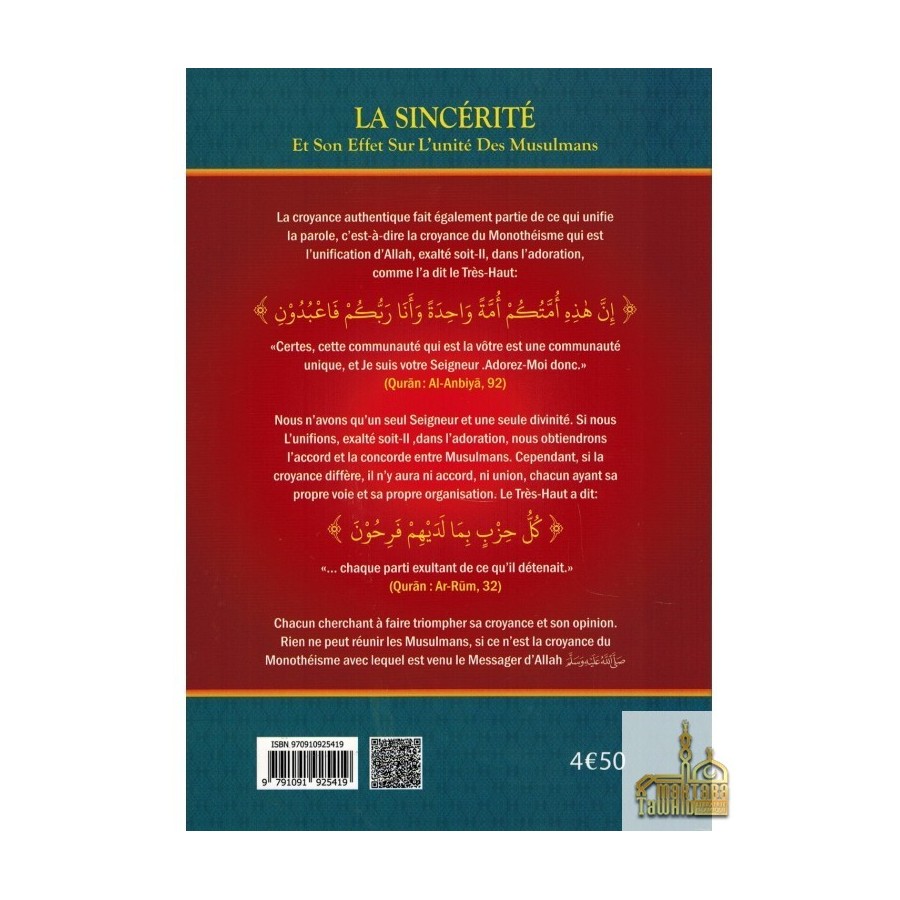 LA SINCÉRITÉ
Et Son Effet Sur L'unité Des Musulmans
La croyance authentique fait également partie de ce qui unifie
la parole, c'est-à-dire la croyance du Monothéisme qui est
l'unification d'Allah, exalté soit-Il, dans l'adoration,
comme l'a dit le Très-Haut:
﴿ إِنَّ هَٰذِهِ أُمَّتُكُمْ أُمَّةً وَاحِدَةً وَأَنَا رَبُّكُمْ فَاعْبُدُوْنِ ﴾
«Certes, cette communauté qui est la vôtre est une communauté
unique, et Je suis votre Seigneur .Adorez-Moi donc.»
(Qurān: Al-Anbiyā, 92)
Nous n'avons qu'un seul Seigneur et une seule divinité. Si nous
L'unifions, exalté soit-Il ,dans l'adoration, nous obtiendrons
l'accord et la concorde entre Musulmans. Cependant, si la
croyance diffère, il n'y aura ni accord, ni union, chacun ayant sa
propre voie et sa propre organisation. Le Très-Haut a dit:
﴿ كُلُّ حِزْبٍ بِمَا لَدَيْهِمْ فَرِحُوْنَ ﴾
«... chaque parti exultant de ce qu'il détenait.»
(Qurān : Ar-Rūm, 32)
Chacun cherchant à faire triompher sa croyance et son opinion.
Rien ne peut réunir les Musulmans, si ce n'est la croyance du
Monothéisme avec lequel est venu le Messager d'Allah صَلَّى اللَّهُ عَلَيْهِ وَسَلَّمَ
ISBN 970910925419
9 791091 925419
4€50
MAKTABA
TAWHID